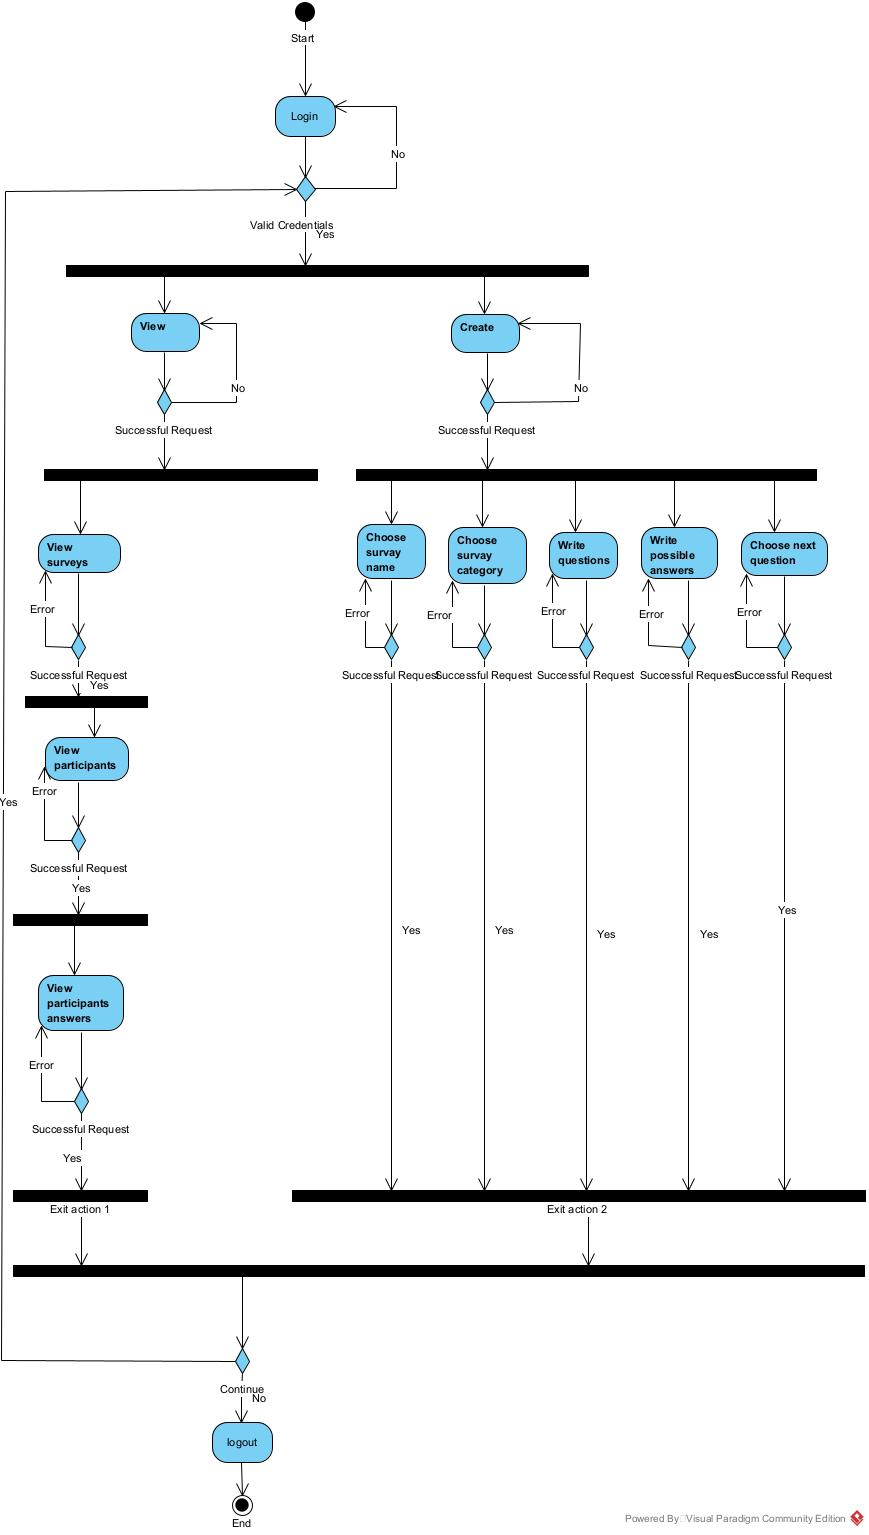 Start
Login
No
Valid Credentials
Yes
View
Create
No
No
Successful Request
Successful Request
View
surveys
Choose
survay
name
Choose
survay
category
Write
questions
Write
possible
answers
Choose next
question
Error
Error
Error
Error
Error
Error
Successful Request
Yes
Successful Request
Successful Request
Successful Request
Successful Request
Successful Request
View
participants
Error
Yes
Successful Request
Yes
Yes
Yes
Yes
Yes
Yes
View
participants
answers
Error
Successful Request
Yes
Exit action 1
Exit action 2
Continue
No
logout
End
Powered By Visual Paradigm Community Edition